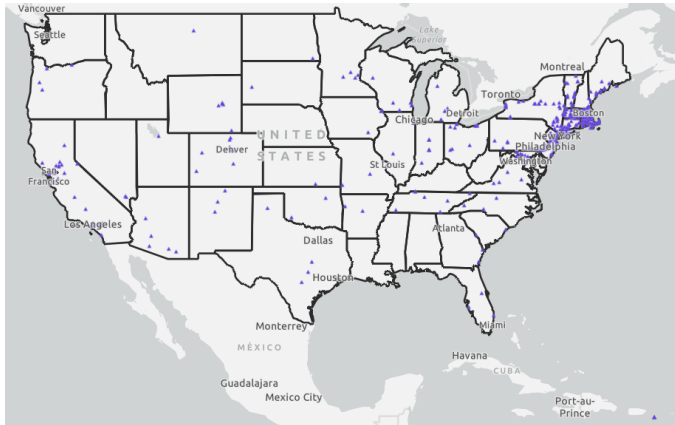 Vancouver
Seattle
Lake
Superior
Montreal
Toronto
Chicago
Detroit
Boston
New York
Philadelphia
Washington
UNITED
STATES
Denver
St Louis
San
Francisco
Los Angeles
Atlanta
Dallas
Houston
Monterrey
Miami
MÉXICO
Havana
CUBA
Guadalajara
Mexico City
Port-au-
Prince